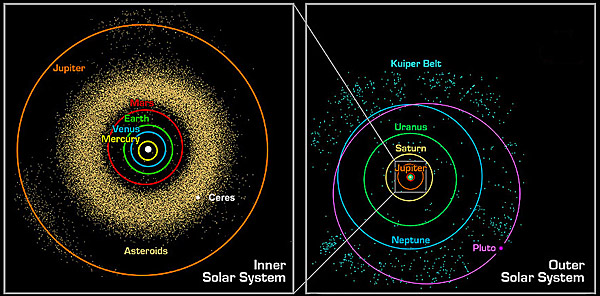 Jupiter
Mars
Earth
Venus
Mercury
Ceres
Asteroids
Inner
Solar System
Kuiper Belt
Uranus
Saturn
Jupiter
Neptune
Pluto
Outer
Solar System